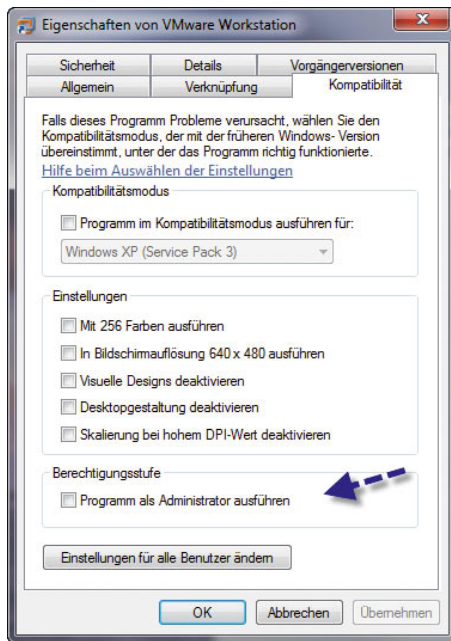 Eigenschaften von VMware Workstation
Sicherheit Details Vorgängerversionen
Allgemein Verknüpfung Kompatibilität
Falls dieses Programm Probleme verursacht, wählen Sie den
Kompatibilitätsmodus, der mit der früheren Windows- Version
übereinstimmt, unter der das Programm richtig funktionierte.
Hilfe beim Auswählen der Einstellungen
Kompatibilitätsmodus
Programm im Kompatibilitätsmodus ausführen für:
Windows XP (Service Pack 3)
Einstellungen
Mit 256 Farben ausführen
In Bildschirmauflösung 640 x 480 ausführen
Visuelle Designs deaktivieren
Desktopgestaltung deaktivieren
Skalierung bei hohem DPI-Wert deaktivieren
Berechtigungsstufe
Programm als Administrator ausführen
Einstellungen für alle Benutzer ändern
OK Abbrechen Übernehmen